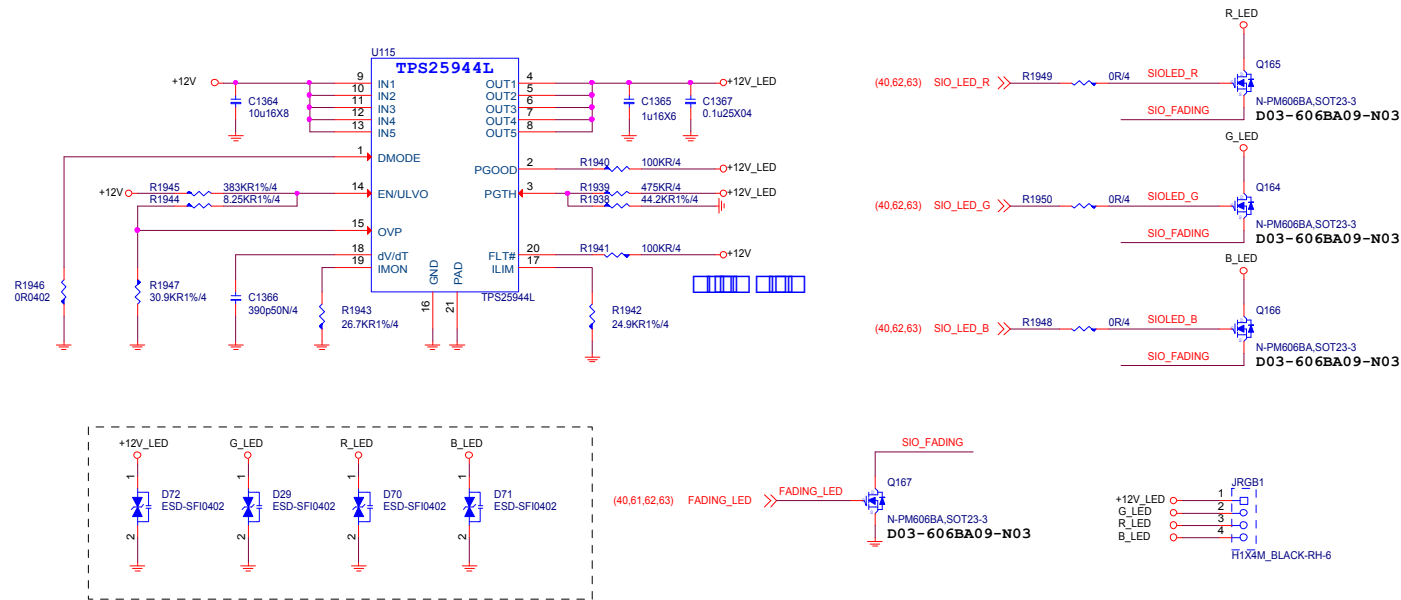 U115
TPS25944L
+12V
C1364
10u16X8
9
10
11
12
13
IN1
IN2
IN3
IN4
IN5
OUT1
OUT2
OUT3
OUT4
OUT5
4
5
6
7
8
+12V_LED
C1365
1u16X6
C1367
0.1u25X04
1
DMODE
PGOOD
2
R1940
100KR/4
+12V_LED
+12V
R1945
383KR1%/4
R1944
8.25KR1%/4
14
EN/ULVO
PGTH
3
R1939
475KR/4
+12V_LED
R1938
44.2KR1%/4
15
OVP
18
dV/dT
19
IMON
GND
PAD
16
21
FLT#
20
R1941
100KR/4
+12V
ILIM
17
TPS25944L
R1946
0R0402
R1947
30.9KR1%/4
C1366
390p50N/4
R1943
26.7KR1%/4
R1942
24.9KR1%/4
R_LED
(40,62,63)
SIO_LED_R
R1949
0R/4
SIOLED_R
SIO_FADING
Q165
N-PM606BA,SOT23-3
D03-606BA09-N03
G_LED
(40,62,63)
SIO_LED_G
R1950
0R/4
SIOLED_G
SIO_FADING
Q164
N-PM606BA,SOT23-3
D03-606BA09-N03
B_LED
(40,62,63)
SIO_LED_B
R1948
0R/4
SIOLED_B
SIO_FADING
Q166
N-PM606BA,SOT23-3
D03-606BA09-N03
+12V_LED
1
D72
ESD-SFI0402
2
G_LED
1
D29
ESD-SFI0402
2
R_LED
1
D70
ESD-SFI0402
2
B_LED
1
D71
ESD-SFI0402
2
(40,61,62,63)
FADING_LED
FADING_LED
SIO_FADING
Q167
N-PM606BA,SOT23-3
D03-606BA09-N03
JRGB1
+12V_LED
1
G_LED
2
R_LED
3
B_LED
4
H1X4M_BLACK-RH-6